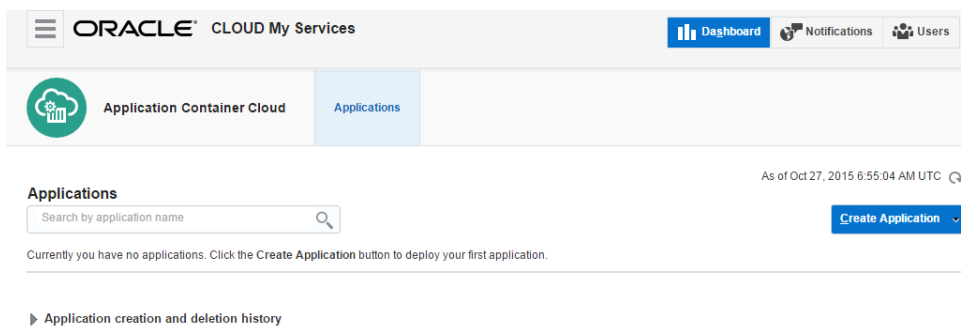 ORACLE® CLOUD My Services
Dashboard Notifications Users
Application Container Cloud Applications
As of Oct 27, 2015 6:55:04 AM UTC
Applications
Search by application name
Create Application
Currently you have no applications. Click the Create Application button to deploy your first application.
Application creation and deletion history